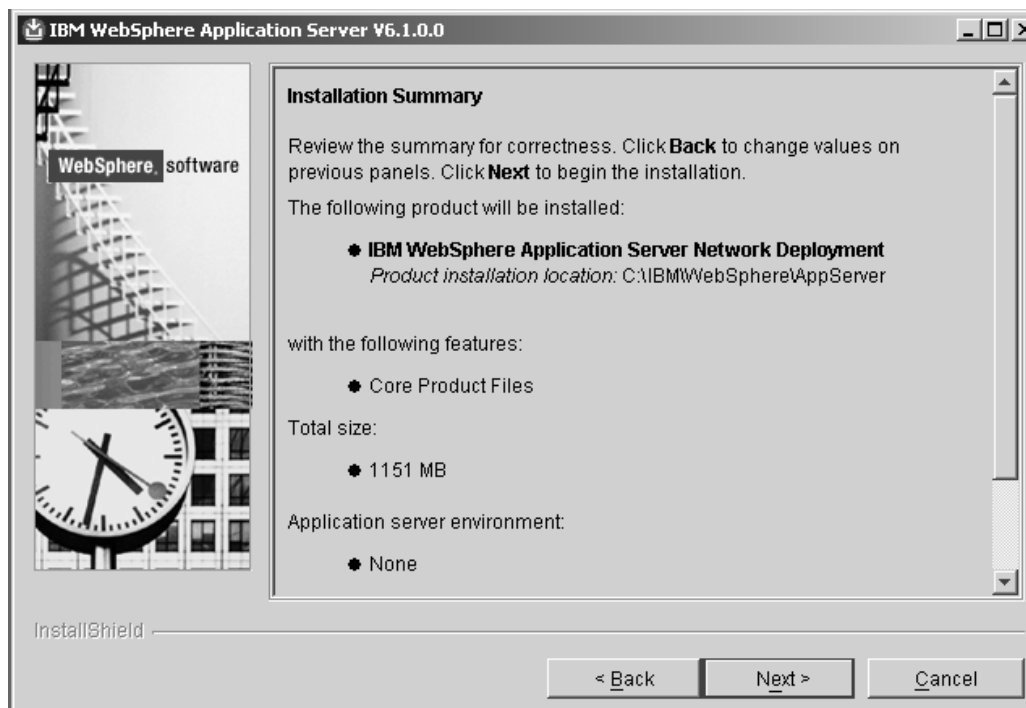 IBM WebSphere Application Server V6.1.0.0
WebSphere. software
Installation Summary
Review the summary for correctness. Click Back to change values on
previous panels. Click Next to begin the installation.
The following product will be installed:
● IBM WebSphere Application Server Network Deployment
Product installation location: C:\IBM\WebSphere\AppServer
with the following features:
● Core Product Files
Total size:
● 1151 MB
Application server environment:
● None
InstallShield
< Back
Next >
Cancel